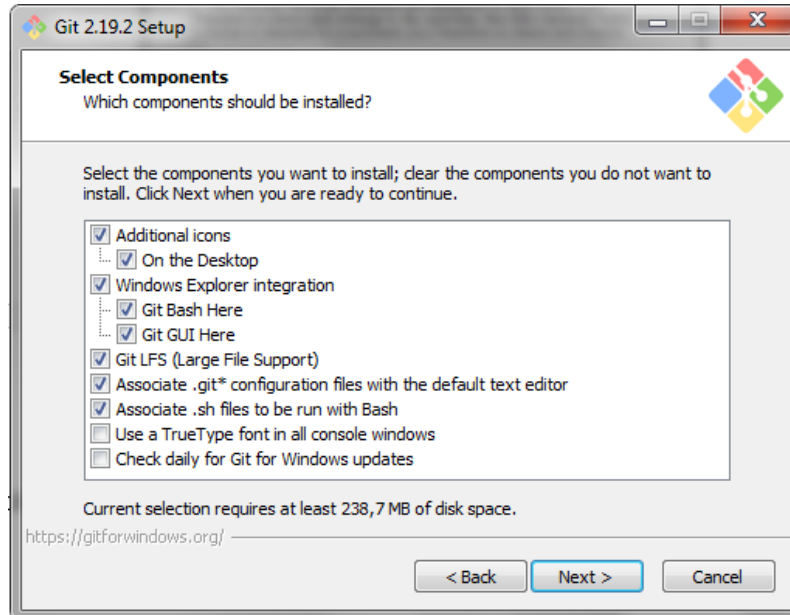 Git 2.19.2 Setup
Select Components
Which components should be installed?
Select the components you want to install; clear the components you do not want to
install. Click Next when you are ready to continue.
Additional icons
On the Desktop
Windows Explorer integration
Git Bash Here
Git GUI Here
Git LFS (Large File Support)
Associate .git* configuration files with the default text editor
Associate .sh files to be run with Bash
Use a TrueType font in all console windows
Check daily for Git for Windows updates
Current selection requires at least 238,7 MB of disk space.
https://gitforwindows.org/
< Back Next > Cancel